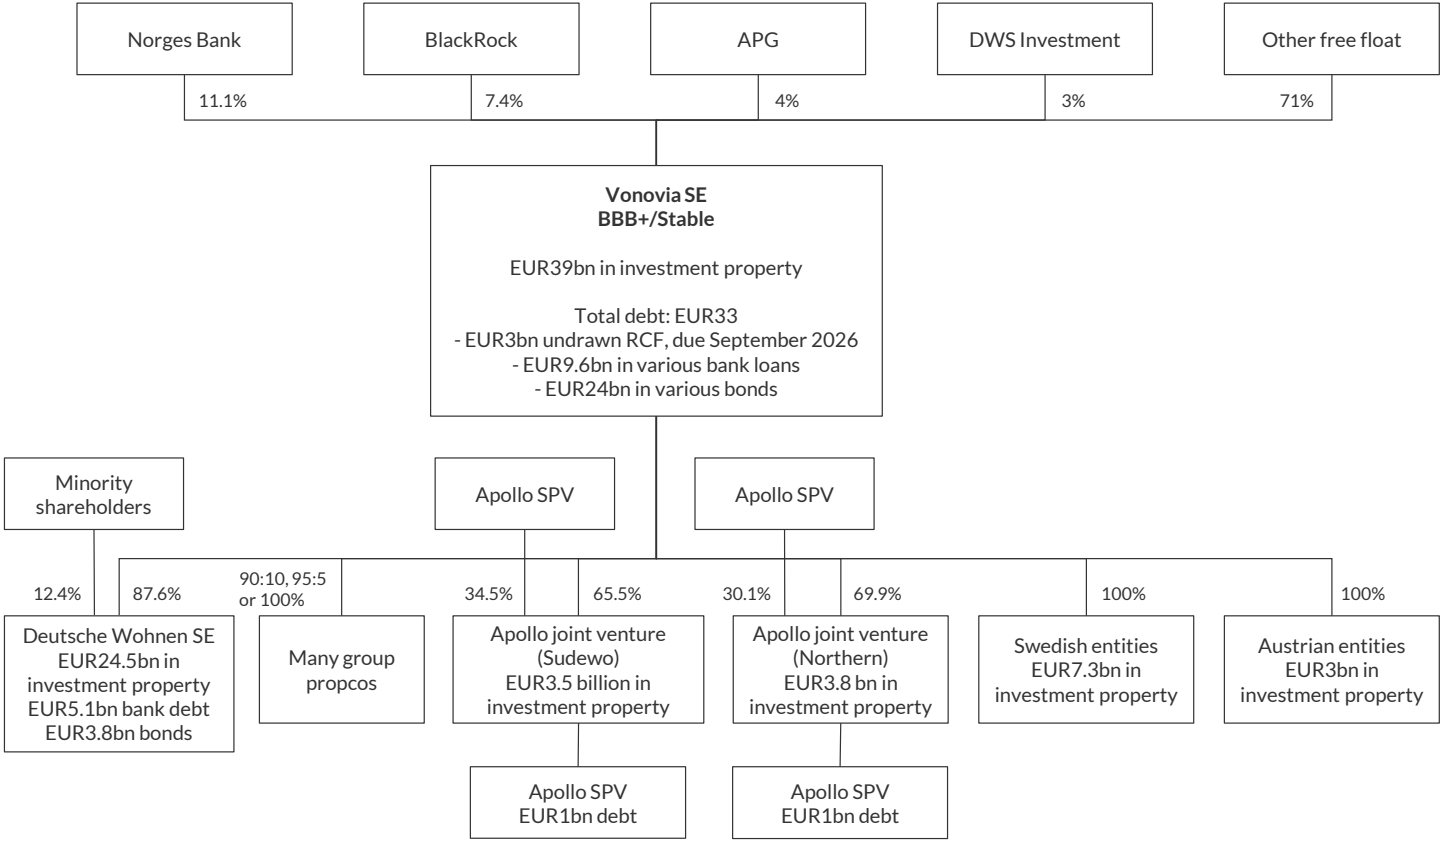 Norges Bank
BlackRock
APG
DWS Investment
Other free float
11.1%
7.4%
4%
3%
71%
Vonovia SE
BBB+/Stable
EUR39bn in investment property
Total debt: EUR33
- EUR3bn undrawn RCF, due September 2026
- EUR9.6bn in various bank loans
- EUR24bn in various bonds
Minority
shareholders
Apollo SPV
Apollo SPV
12.4%
87.6%
90:10, 95:5
or 100%
34.5%
65.5%
30.1%
69.9%
100%
100%
Deutsche Wohnen SE
EUR24.5bn in
investment property
EUR5.1bn bank debt
EUR3.8bn bonds
Many group
propcos
Apollo joint venture
(Sudewo)
EUR3.5 billion in
investment property
Apollo joint venture
(Northern)
EUR3.8 bn in
investment property
Swedish entities
EUR7.3bn in
investment property
Austrian entities
EUR3bn in
investment property
Apollo SPV
EUR1bn debt
Apollo SPV
EUR1bn debt